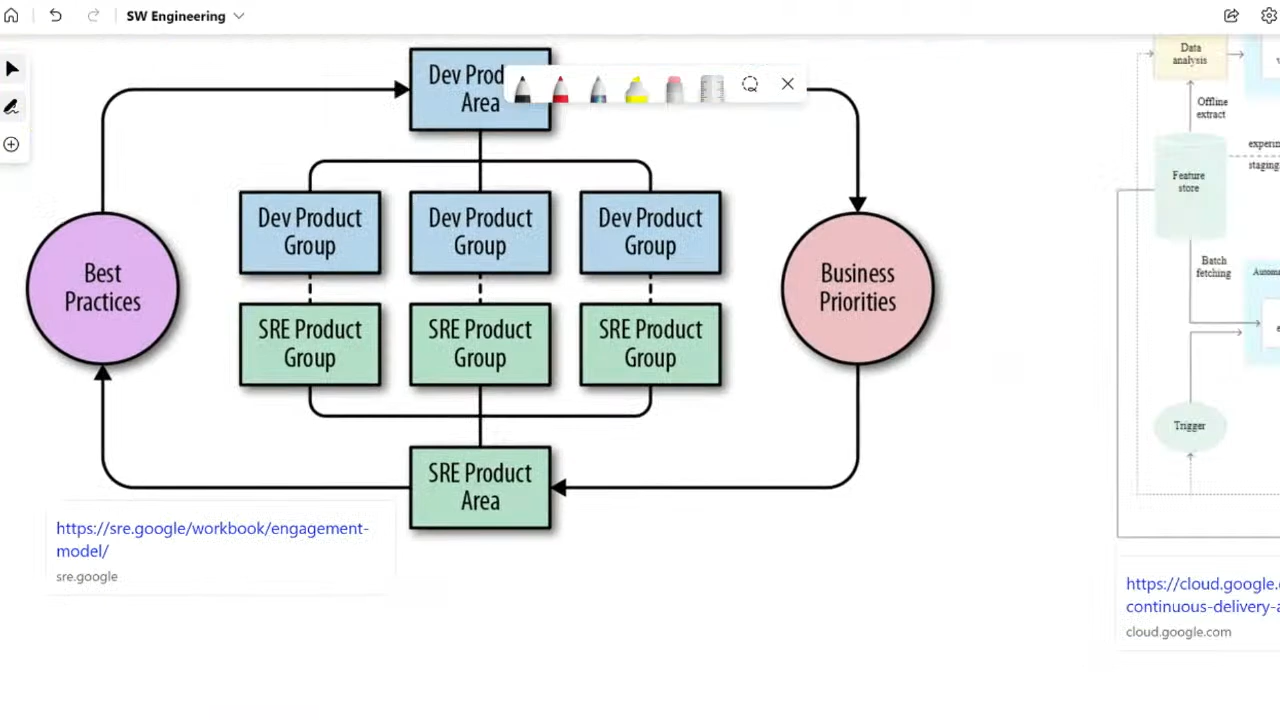 SW Engineering
Dev Prod
Area
Dev Product
Group
Dev Product
Group
Dev Product
Group
Best
Practices
Business
Priorities
SRE Product
Group
SRE Product
Group
SRE Product
Group
SRE Product
Area
https://sre.google/workbook/engagement-
model/
sre.google
Data
analysis
Offline
extract
Feature
store
Batch
fetching
Trigger
https://cloud.google.
continuous-delivery-a
cloud.google.com